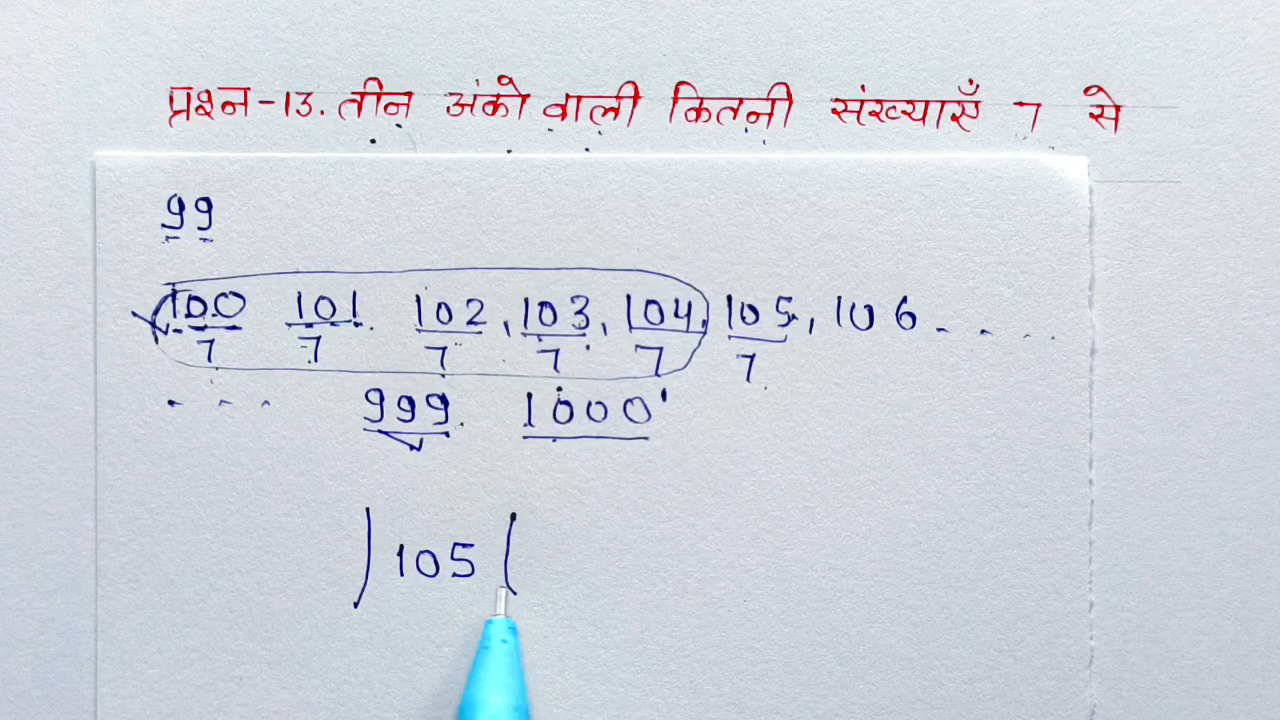 प्रश्न-13. तीन अंको वाली कितनी संख्याएँ 7 से
99
100 101. 102, 103, 104, 105, 106 - - - -
7 7 7 7 7 7
- - - 999. 1000
) 105 (